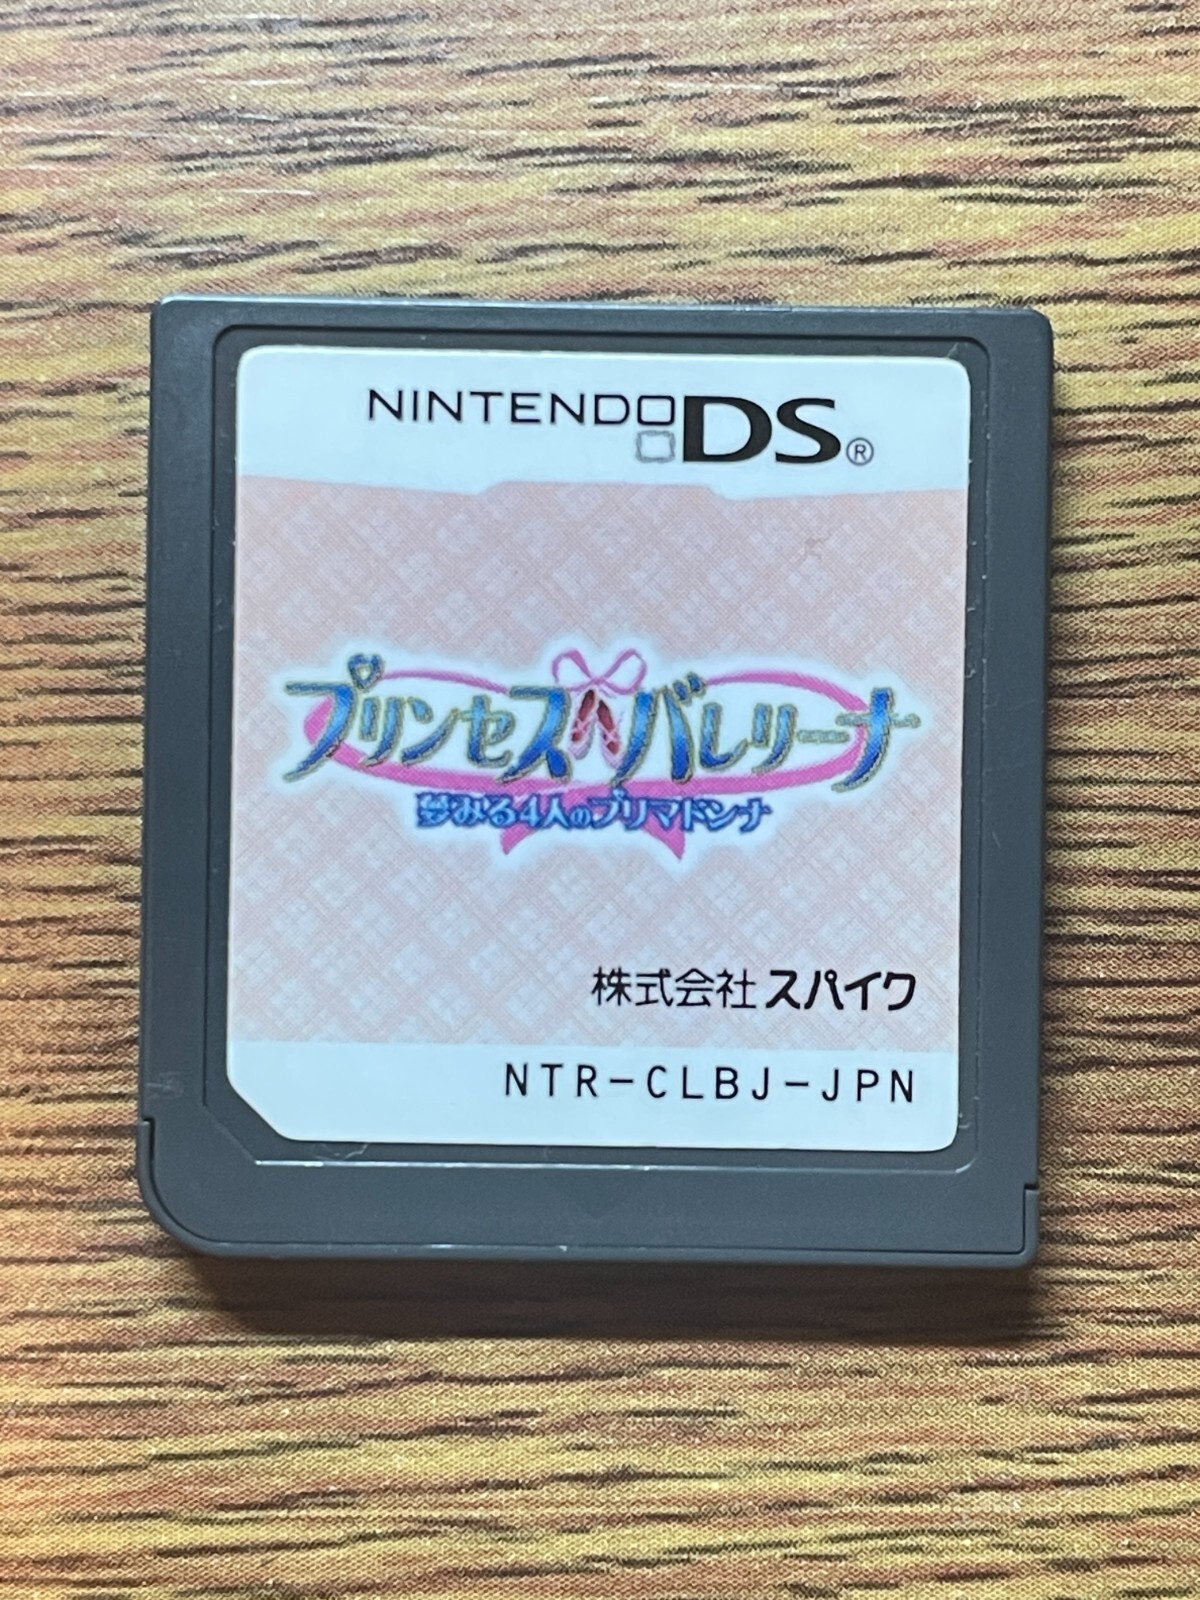 NINTENDO DS®
プリンセスバレリーナ
夢みる4人のプリマドンナ
株式会社スパイク
NTR-CLBJ-JPN